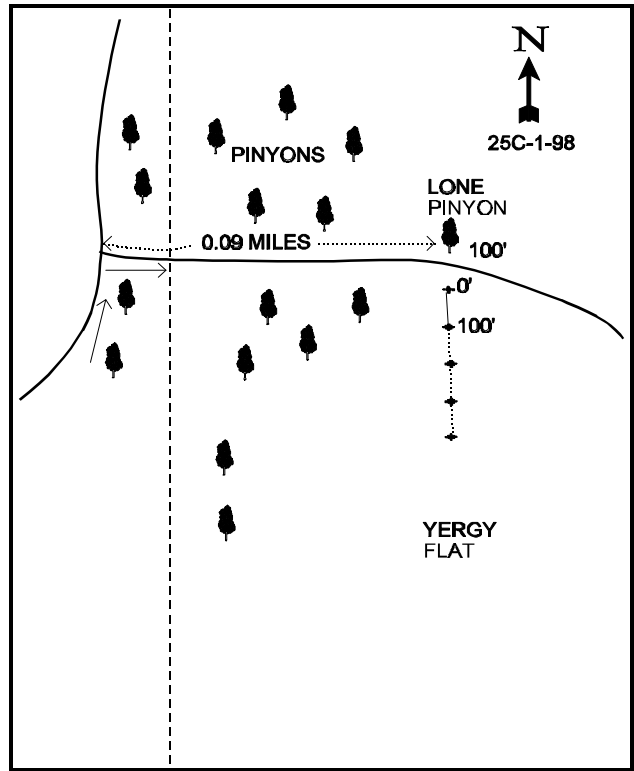 N
25C-1-98
PINYONS
LONE
PINYON
0.09 MILES
100'
0'
100'
YERGY
FLAT